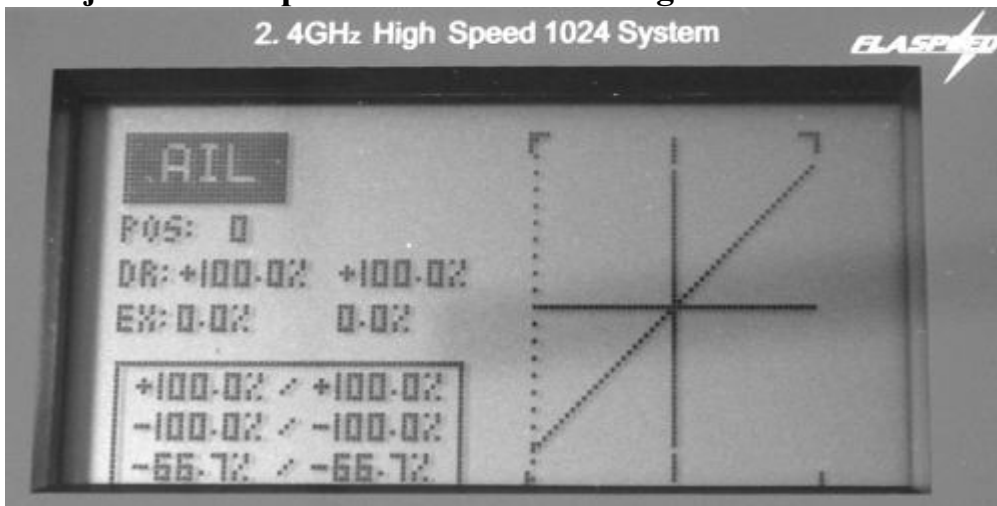 2. 4GHz High Speed 1024 System
FLASPEED
AIL
POS: 0
DR:+100.0% +100.0%
EX:0.0% 0.0%
+100.0% / +100.0%
-100.0% / -100.0%
-66.7% / -66.7%